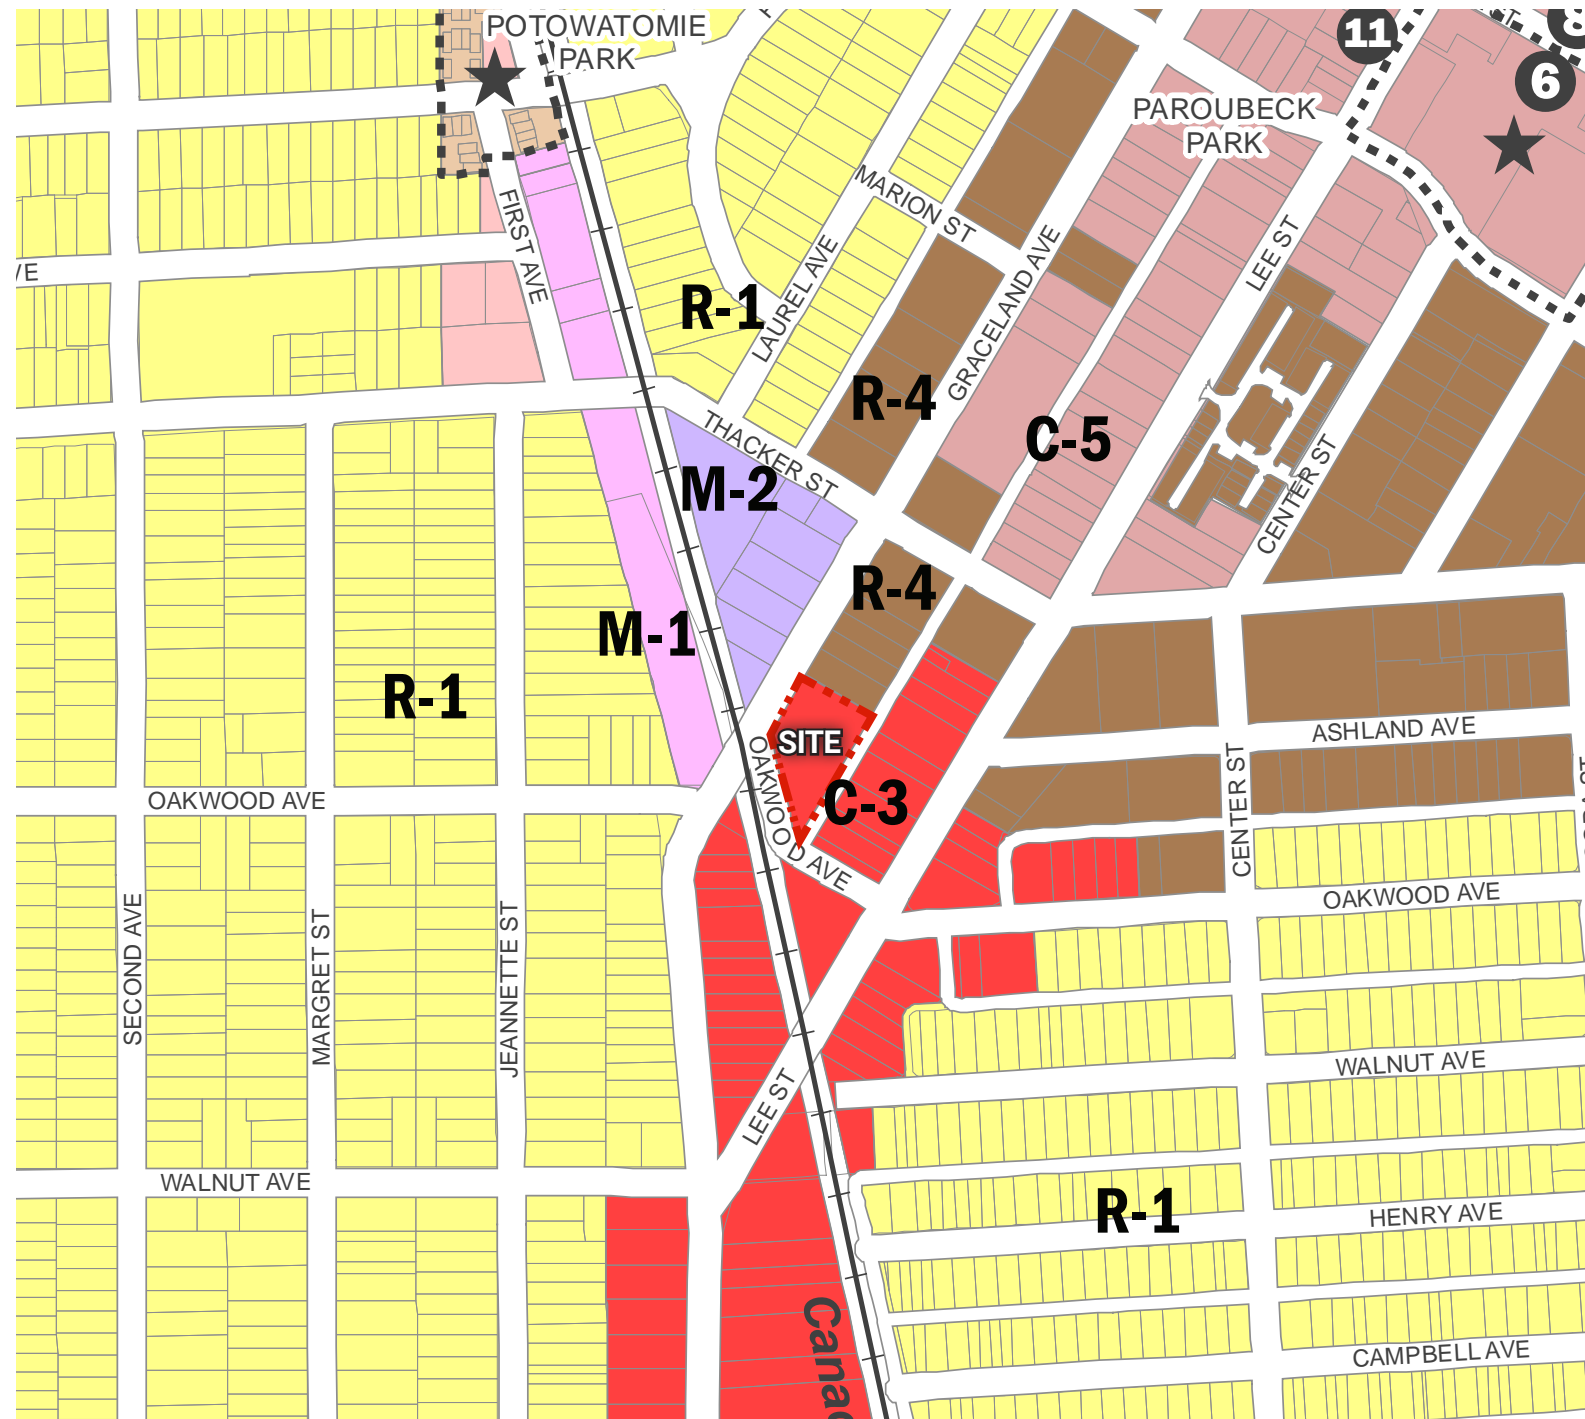 POTOWATOMIE
PARK
11
6
PAROUBECK
PARK
MARION ST
FIRST AVE
LAUREL AVE
GRACELAND AVE
LEE ST
R-1
R-4
C-5
THACKER ST
M-2
CENTER ST
R-4
M-1
R-1
SITE
OAKWOOD AVE
C-3
ASHLAND AVE
CENTER ST
OAKWOOD AVE
OAKWOOD AVE
SECOND AVE
MARGRET ST
JEANNETTE ST
WALNUT AVE
LEE ST
WALNUT AVE
R-1
HENRY AVE
CAMPBELL AVE
Canad